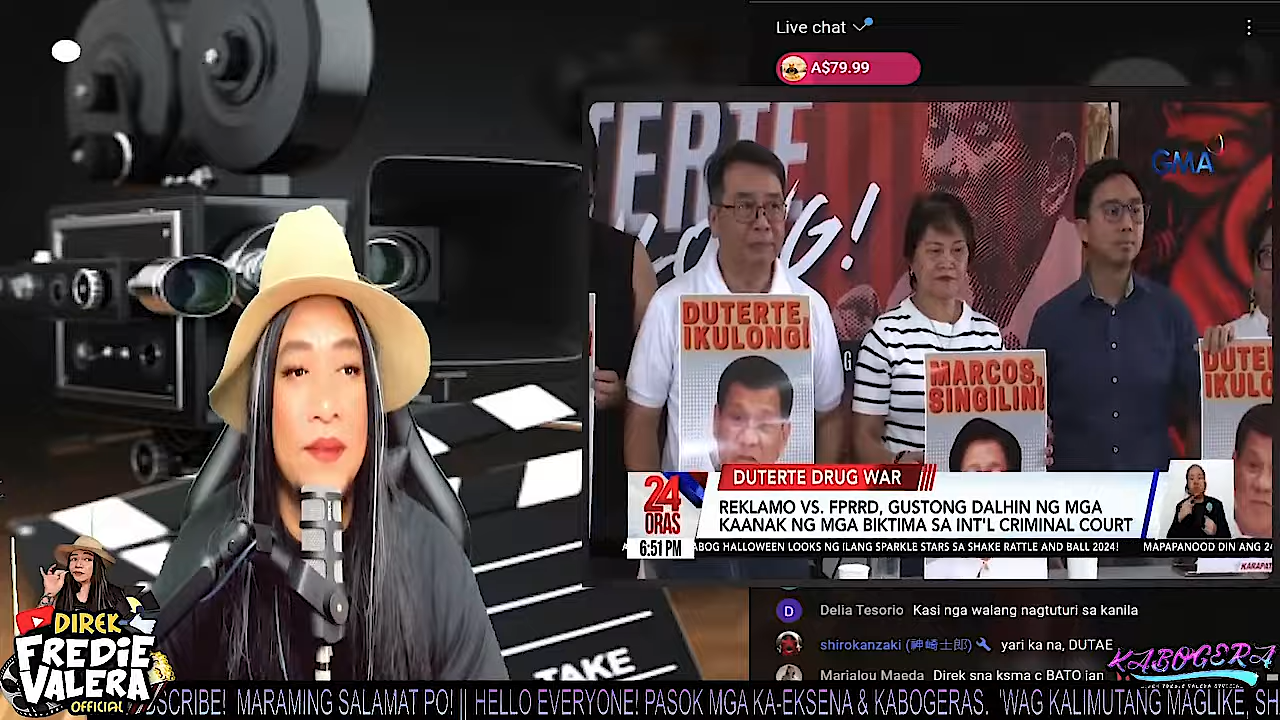 Live chat
A$79.99
GMA
DUTERTE
IKULONG!
MARCOS,
SINGILIN!
DUTERTE DRUG WAR
24
ORAS
6:51 PM
REKLAMO VS. FPRRD, GUSTONG DALHIN NG MGA
KAANAK NG MGA BIKTIMA SA INT'L CRIMINAL COURT
ABOG HALLOWEEN LOOKS NG ILANG SPARKLE STARS SA SHAKE RATTLE AND BALL 2024! MAPAPANOOD DIN ANG 24
D Delia Tesorio Kasi nga walang nagtuturi sa kanila
shirokanzaki (神崎士郎) yari ka na, DUTAE
Marialou Maeda Direk sna ksma c BATO jan
KABOGERA
TAKE
DIREK
FREDIE
VALERA
OFFICIAL
SCRIBE! MARAMING SALAMAT PO! || HELLO EVERYONE! PASOK MGA KA-EKSENA & KABOGERAS. 'WAG KALIMUTANG MAGLIKE, SH